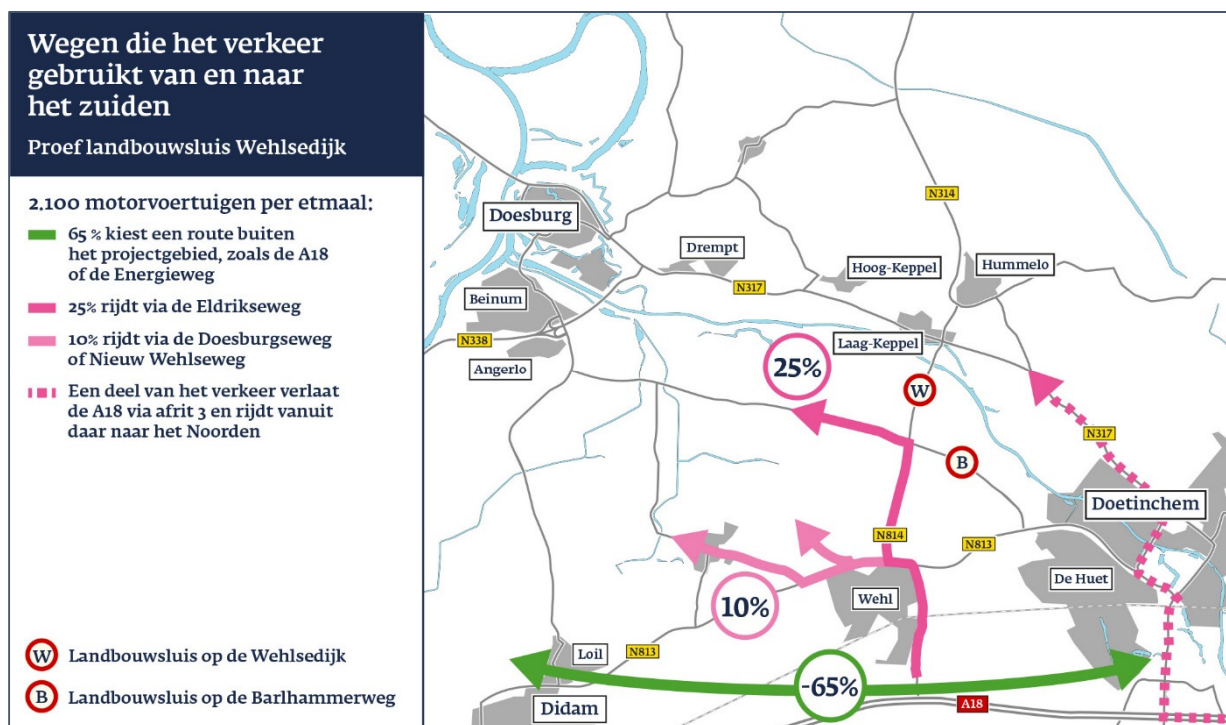 Wegen die het verkeer
gebruikt van en naar
het zuiden
Proef landbouwsluis Wehlsedijk
2.100 motorvoertuigen per etmaal:
65 % kiest een route buiten
het projectgebied, zoals de A18
of de Energieweg
25% rijdt via de Eldrikseweg
10% rijdt via de Doesburgseweg
of Nieuw Wehlseweg
Een deel van het verkeer verlaat
de A18 via afrit 3 en rijdt vanuit
daar naar het Noorden
W Landbouwsluis op de Wehlsedijk
B Landbouwsluis op de Barlhammerweg
N314
Doesburg
Drempt
Hoog-Keppel
Hummelo
N317
Beinum
N338
Angerlo
Laag-Keppel
25%
W
N317
B
Doetinchem
N814
N813
De Huet
Wehl
10%
Loil
N813
-65%
A18
Didam